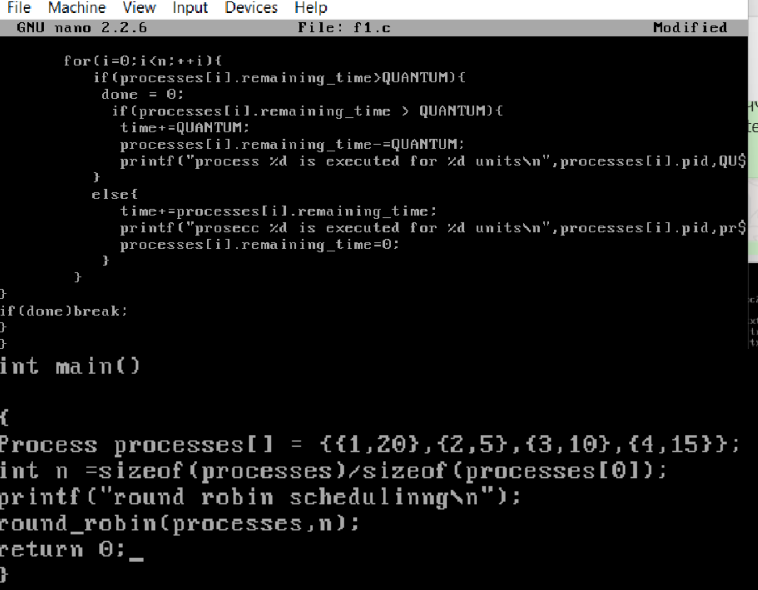 File Machine View Input Devices Help
GNU nano 2.2.6 File: f1.c Modified
for(i=0;i<n;++i){
if(processes[i].remaining_time>QUANTUM){
done = 0;
if(processes[i].remaining_time > QUANTUM){
time+=QUANTUM;
processes[i].remaining_time-=QUANTUM;
printf("process %d is executed for %d units\n",processes[i].pid,QU$
}
else{
time+=processes[i].remaining_time;
printf("prosecc %d is executed for %d units\n",processes[i].pid,pr$
processes[i].remaining_time=0;
}
}
}
if(done)break;
}
}
int main()
{
Process processes[] = {{1,20},{2,5},{3,10},{4,15}};
int n =sizeof(processes)/sizeof(processes[0]);
printf("round robin schedulinng\n");
round_robin(processes,n);
return 0;_
}